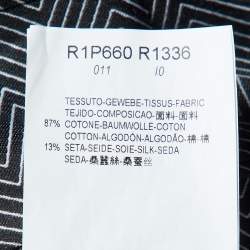 R1P660 R1336
011 I0
TESSUTO-GEWEBE-TISSUS-FABRIC
TEJIDO-COMPOSICAO-面料-面料
87% COTONE-BAUMWOLLE-COTON
COTTON-ALGODÓN-ALGODÃO-棉-棉
13% SETA-SEIDE-SOIE-SILK-SEDA
SEDA-桑蠶絲-桑蚕丝